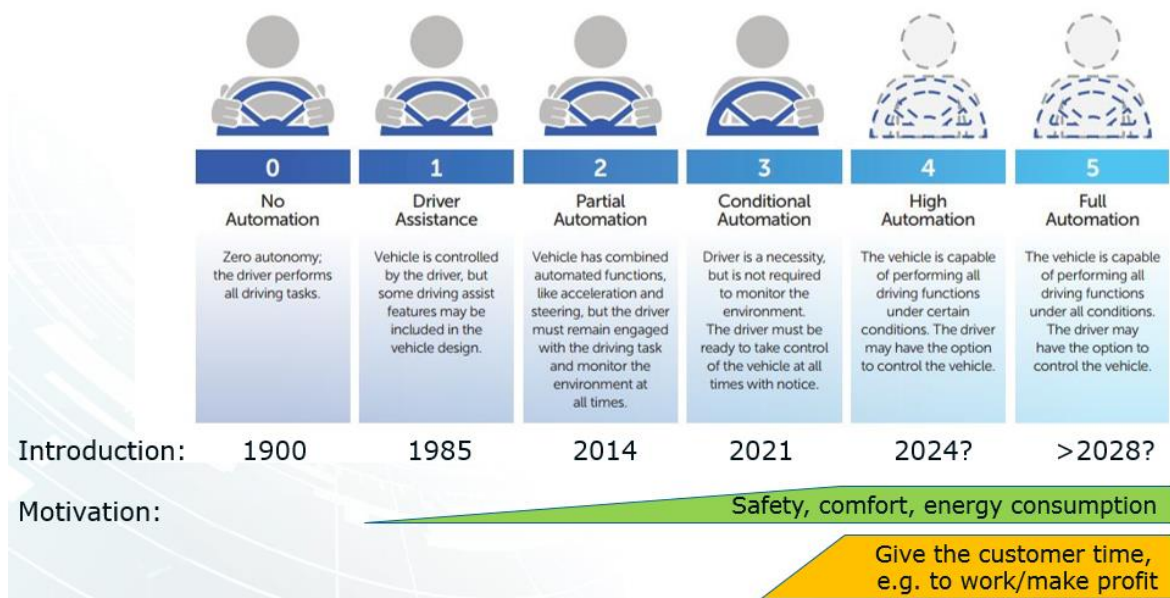 0
1
2
3
4
5
No
Automation
Driver
Assistance
Partial
Automation
Conditional
Automation
High
Automation
Full
Automation
Zero autonomy;
the driver performs
all driving tasks.
Vehicle is controlled
by the driver, but
some driving assist
features may be
included in the
vehicle design.
Vehicle has combined
automated functions,
like acceleration and
steering, but the driver
must remain engaged
with the driving task
and monitor the
environment at
all times.
Driver is a necessity,
but is not required
to monitor the
environment.
The driver must be
ready to take control
of the vehicle at all
times with notice.
The vehicle is capable
of performing all
driving functions
under certain
conditions. The driver
may have the option
to control the vehicle.
The vehicle is capable
of performing all
driving functions
under all conditions.
The driver may
have the option to
control the vehicle.
Introduction: 1900 1985 2014 2021 2024? >2028?
Motivation:
Safety, comfort, energy consumption
Give the customer time,
e.g. to work/make profit